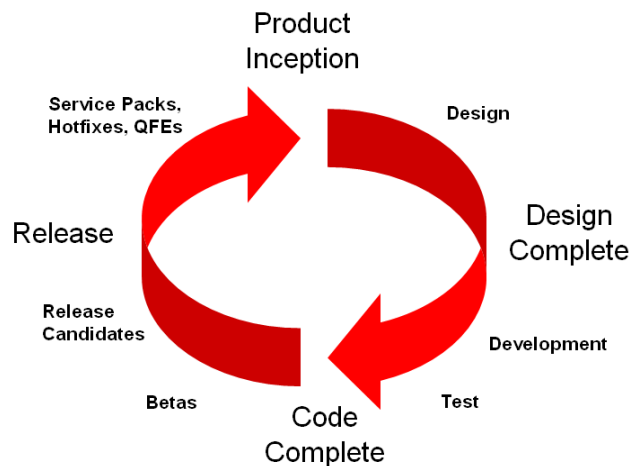 Product
Inception
Service Packs,
Hotfixes, QFEs
Design
Release
Design
Complete
Release
Candidates
Development
Betas
Test
Code
Complete